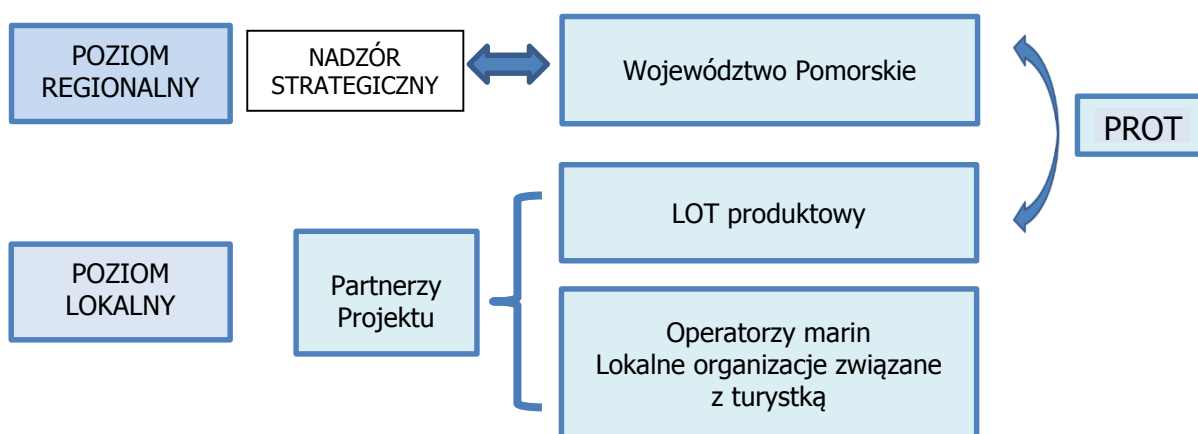 POZIOM
REGIONALNY
NADZÓR
STRATEGICZNY
Województwo Pomorskie
PROT
LOT produktowy
POZIOM
LOKALNY
Partnerzy
Projektu
Operatorzy marin
Lokalne organizacje związane
z turystką